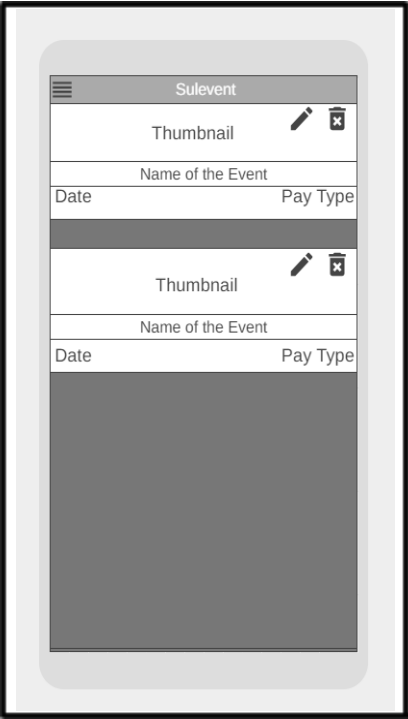 Sulevent
Thumbnail
Name of the Event
Date Pay Type
Thumbnail
Name of the Event
Date Pay Type